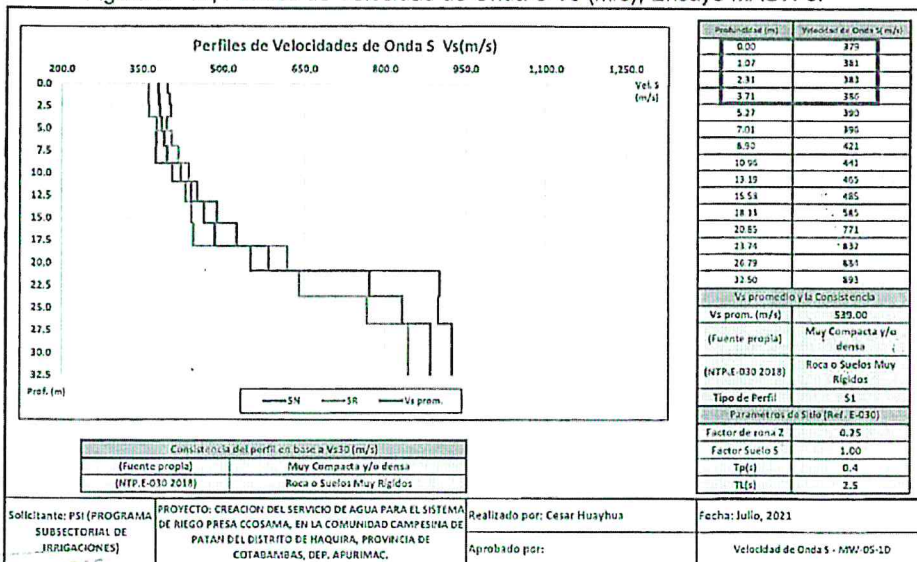 Perfiles de Velocidades de Onda S Vs(m/s)
200.0 350.0 500.0 650.0 800.0 950.0 1,100.0 1,250.0
Vel. S
(m/s)
0.0
2.5
5.0
7.5
10.0
12.5
15.0
17.5
20.0
22.5
25.0
27.5
30.0
32.5
Prof. (m)
SN SR Vs prom.
Consistencia del perfil en base a Vs30 (m/s)
(Fuente propia) Muy Compacta y/o densa
(NTP.E-030 2018) Roca o Suelos Muy Rigidos
Profundidad (m) Velocidad de Onda S( m/s)
0.00 379
1.07 381
2.31 383
3.71 386
5.27 390
7.01 396
8.90 421
10.96 441
13.19 465
15.58 485
18.13 585
20.85 771
23.74 832
26.79 884
32.50 893
Vs promedio y la Consistencia
Vs prom. (m/s) 539.00
(Fuente propia) Muy Compacta y/o
densa
(NTP.E-030 2018) Roca o Suelos Muy
Rigidos
Tipo de Perfil S1
Parametros de Sitio (Ref. E-030)
Factor de zona Z 0.25
Factor Suelo S 1.00
Tp(s) 0.4
TL(s) 2.5
Solicitante: PSI (PROGRAMA
SUBSECTORIAL DE
IRRIGACIONES)
PROYECTO: CREACION DEL SERVICIO DE AGUA PARA EL SISTEMA
DE RIEGO PRESA CCOSAMA, EN LA COMUNIDAD CAMPESINA DE
PATAN DEL DISTRITO DE HAQUIRA, PROVINCIA DE
COTABAMBAS, DEP. APURIMAC.
Realizado por: Cesar Huayhua
Aprobado por:
Fecha: Julio, 2021
Velocidad de Onda S - MW-05-1D